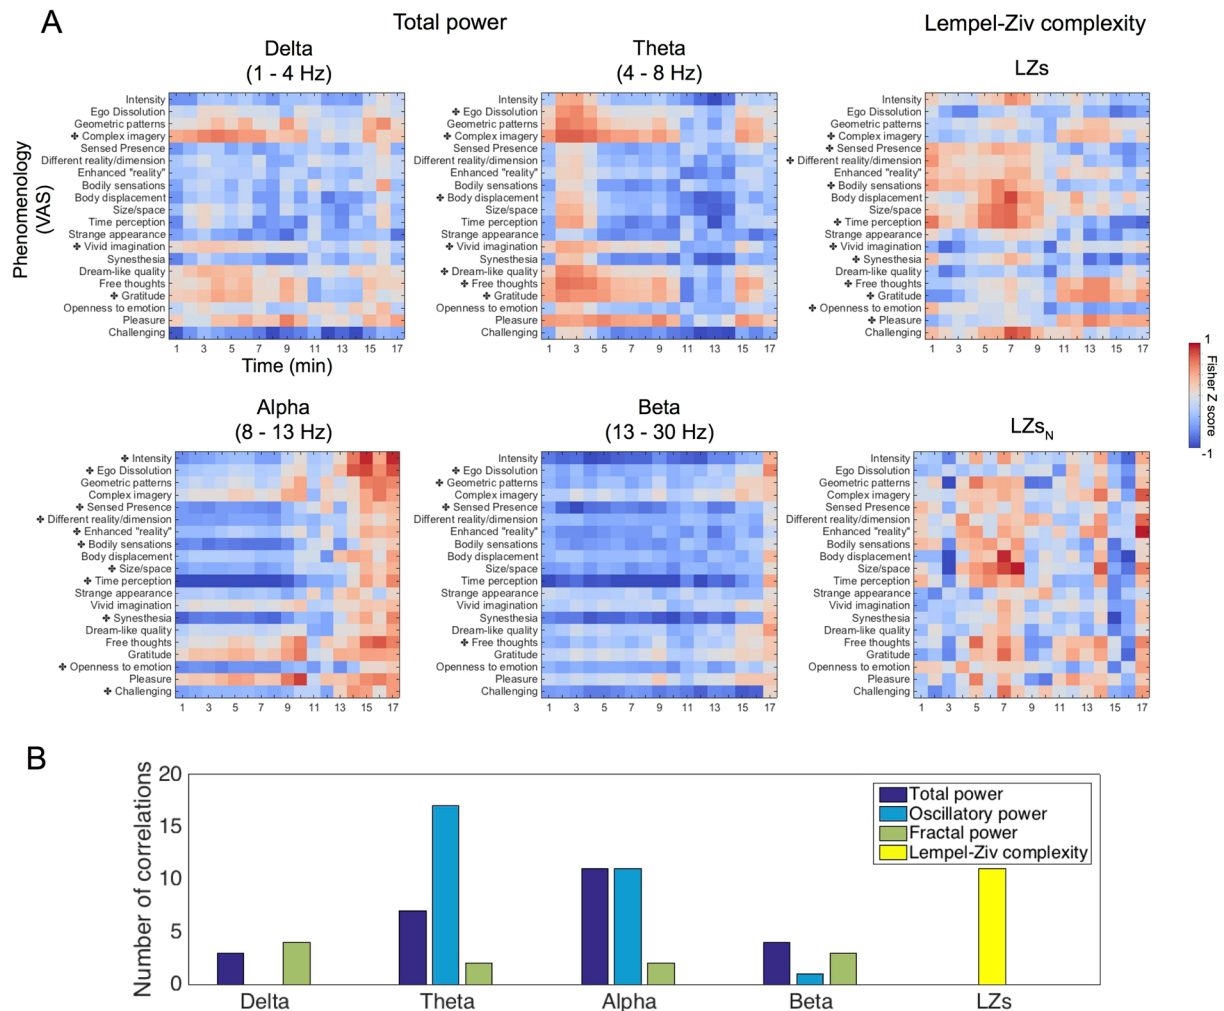 A
Total power
Lempel-Ziv complexity
Delta
(1 - 4 Hz)
Theta
(4 - 8 Hz)
LZs
Phenomenology
(VAS)
Intensity
Ego Dissolution
Geometric patterns
✤ Complex imagery
Sensed Presence
Different reality/dimension
Enhanced "reality"
Bodily sensations
Body displacement
Size/space
Time perception
Strange appearance
✤ Vivid imagination
Synesthesia
Dream-like quality
Free thoughts
✤ Gratitude
Openness to emotion
Pleasure
Challenging
1 3 5 7 9 11 13 15 17
Time (min)
Intensity
✤ Ego Dissolution
Geometric patterns
✤ Complex imagery
Sensed Presence
Different reality/dimension
Enhanced "reality"
Bodily sensations
✤ Body displacement
Size/space
Time perception
Strange appearance
✤ Vivid imagination
Synesthesia
✤ Dream-like quality
✤ Free thoughts
✤ Gratitude
Openness to emotion
Pleasure
Challenging
1 3 5 7 9 11 13 15 17
Intensity
Ego Dissolution
Geometric patterns
✤ Complex imagery
✤ Sensed Presence
✤ Different reality/dimension
Enhanced "reality"
✤ Bodily sensations
Body displacement
Size/space
✤ Time perception
Strange appearance
✤ Vivid imagination
✤ Synesthesia
Dream-like quality
✤ Free thoughts
✤ Gratitude
✤ Openness to emotion
✤ Pleasure
Challenging
1 3 5 7 9 11 13 15 17
1
Fisher Z score
-1
Alpha
(8 - 13 Hz)
Beta
(13 - 30 Hz)
LZsN
✤ Intensity
✤ Ego Dissolution
Geometric patterns
Complex imagery
✤ Sensed Presence
✤ Different reality/dimension
✤ Enhanced "reality"
✤ Bodily sensations
Body displacement
✤ Size/space
✤ Time perception
Strange appearance
Vivid imagination
✤ Synesthesia
Dream-like quality
Free thoughts
Gratitude
✤ Openness to emotion
Pleasure
✤ Challenging
1 3 5 7 9 11 13 15 17
Intensity
✤ Ego Dissolution
✤ Geometric patterns
Complex imagery
✤ Sensed Presence
Different reality/dimension
Enhanced "reality"
Bodily sensations
Body displacement
Size/space
Time perception
Strange appearance
Vivid imagination
Synesthesia
Dream-like quality
✤ Free thoughts
Gratitude
Openness to emotion
Pleasure
Challenging
1 3 5 7 9 11 13 15 17
Intensity
Ego Dissolution
Geometric patterns
Complex imagery
Sensed Presence
Different reality/dimension
Enhanced "reality"
Bodily sensations
Body displacement
Size/space
Time perception
Strange appearance
Vivid imagination
Synesthesia
Dream-like quality
Free thoughts
Gratitude
Openness to emotion
Pleasure
Challenging
1 3 5 7 9 11 13 15 17
B
Number of correlations
20
15
10
5
0
Total power
Oscillatory power
Fractal power
Lempel-Ziv complexity
Delta Theta Alpha Beta LZs